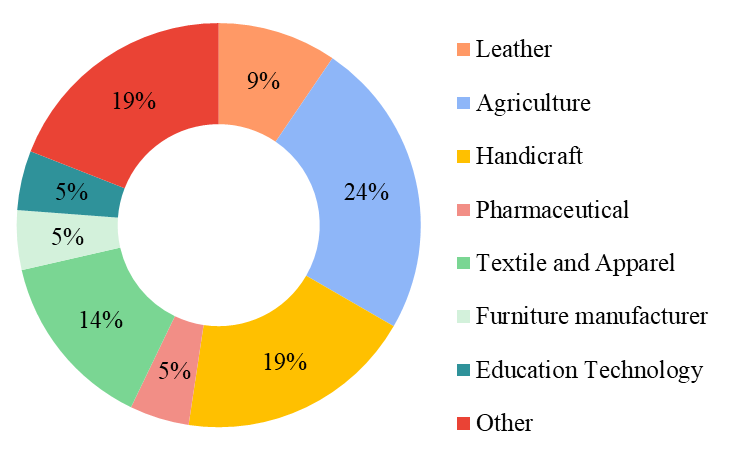 9%
24%
19%
5%
14%
5%
5%
19%
Leather
Agriculture
Handicraft
Pharmaceutical
Textile and Apparel
Furniture manufacturer
Education Technology
Other